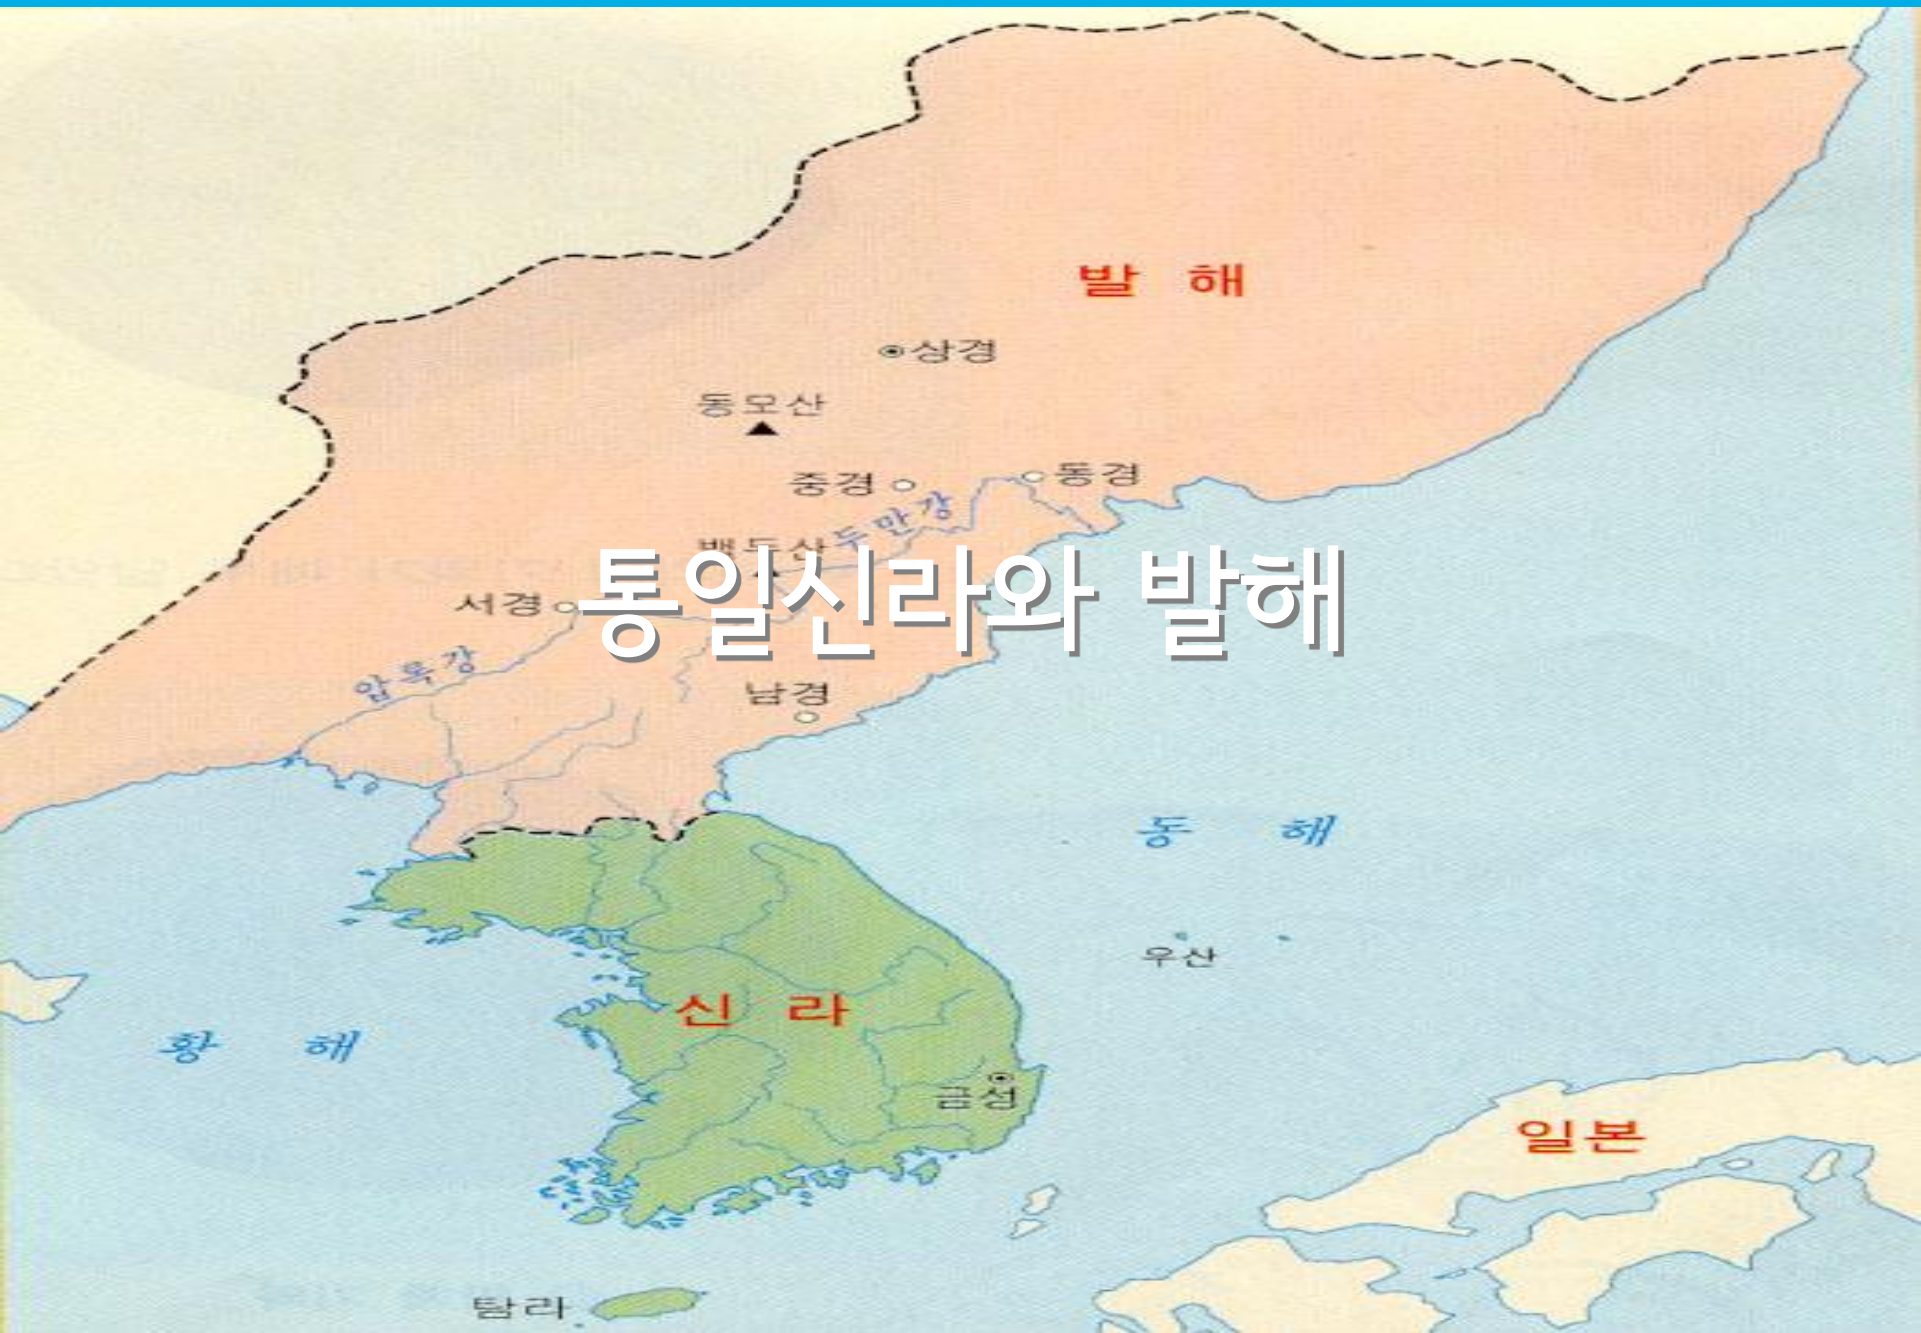 발 해
상경
동모산
중경
동경
두만강
백두산
통일신라와 발해
서경
압록강
남경
동 해
우산
신 라
황 해
금성
일본
탐라